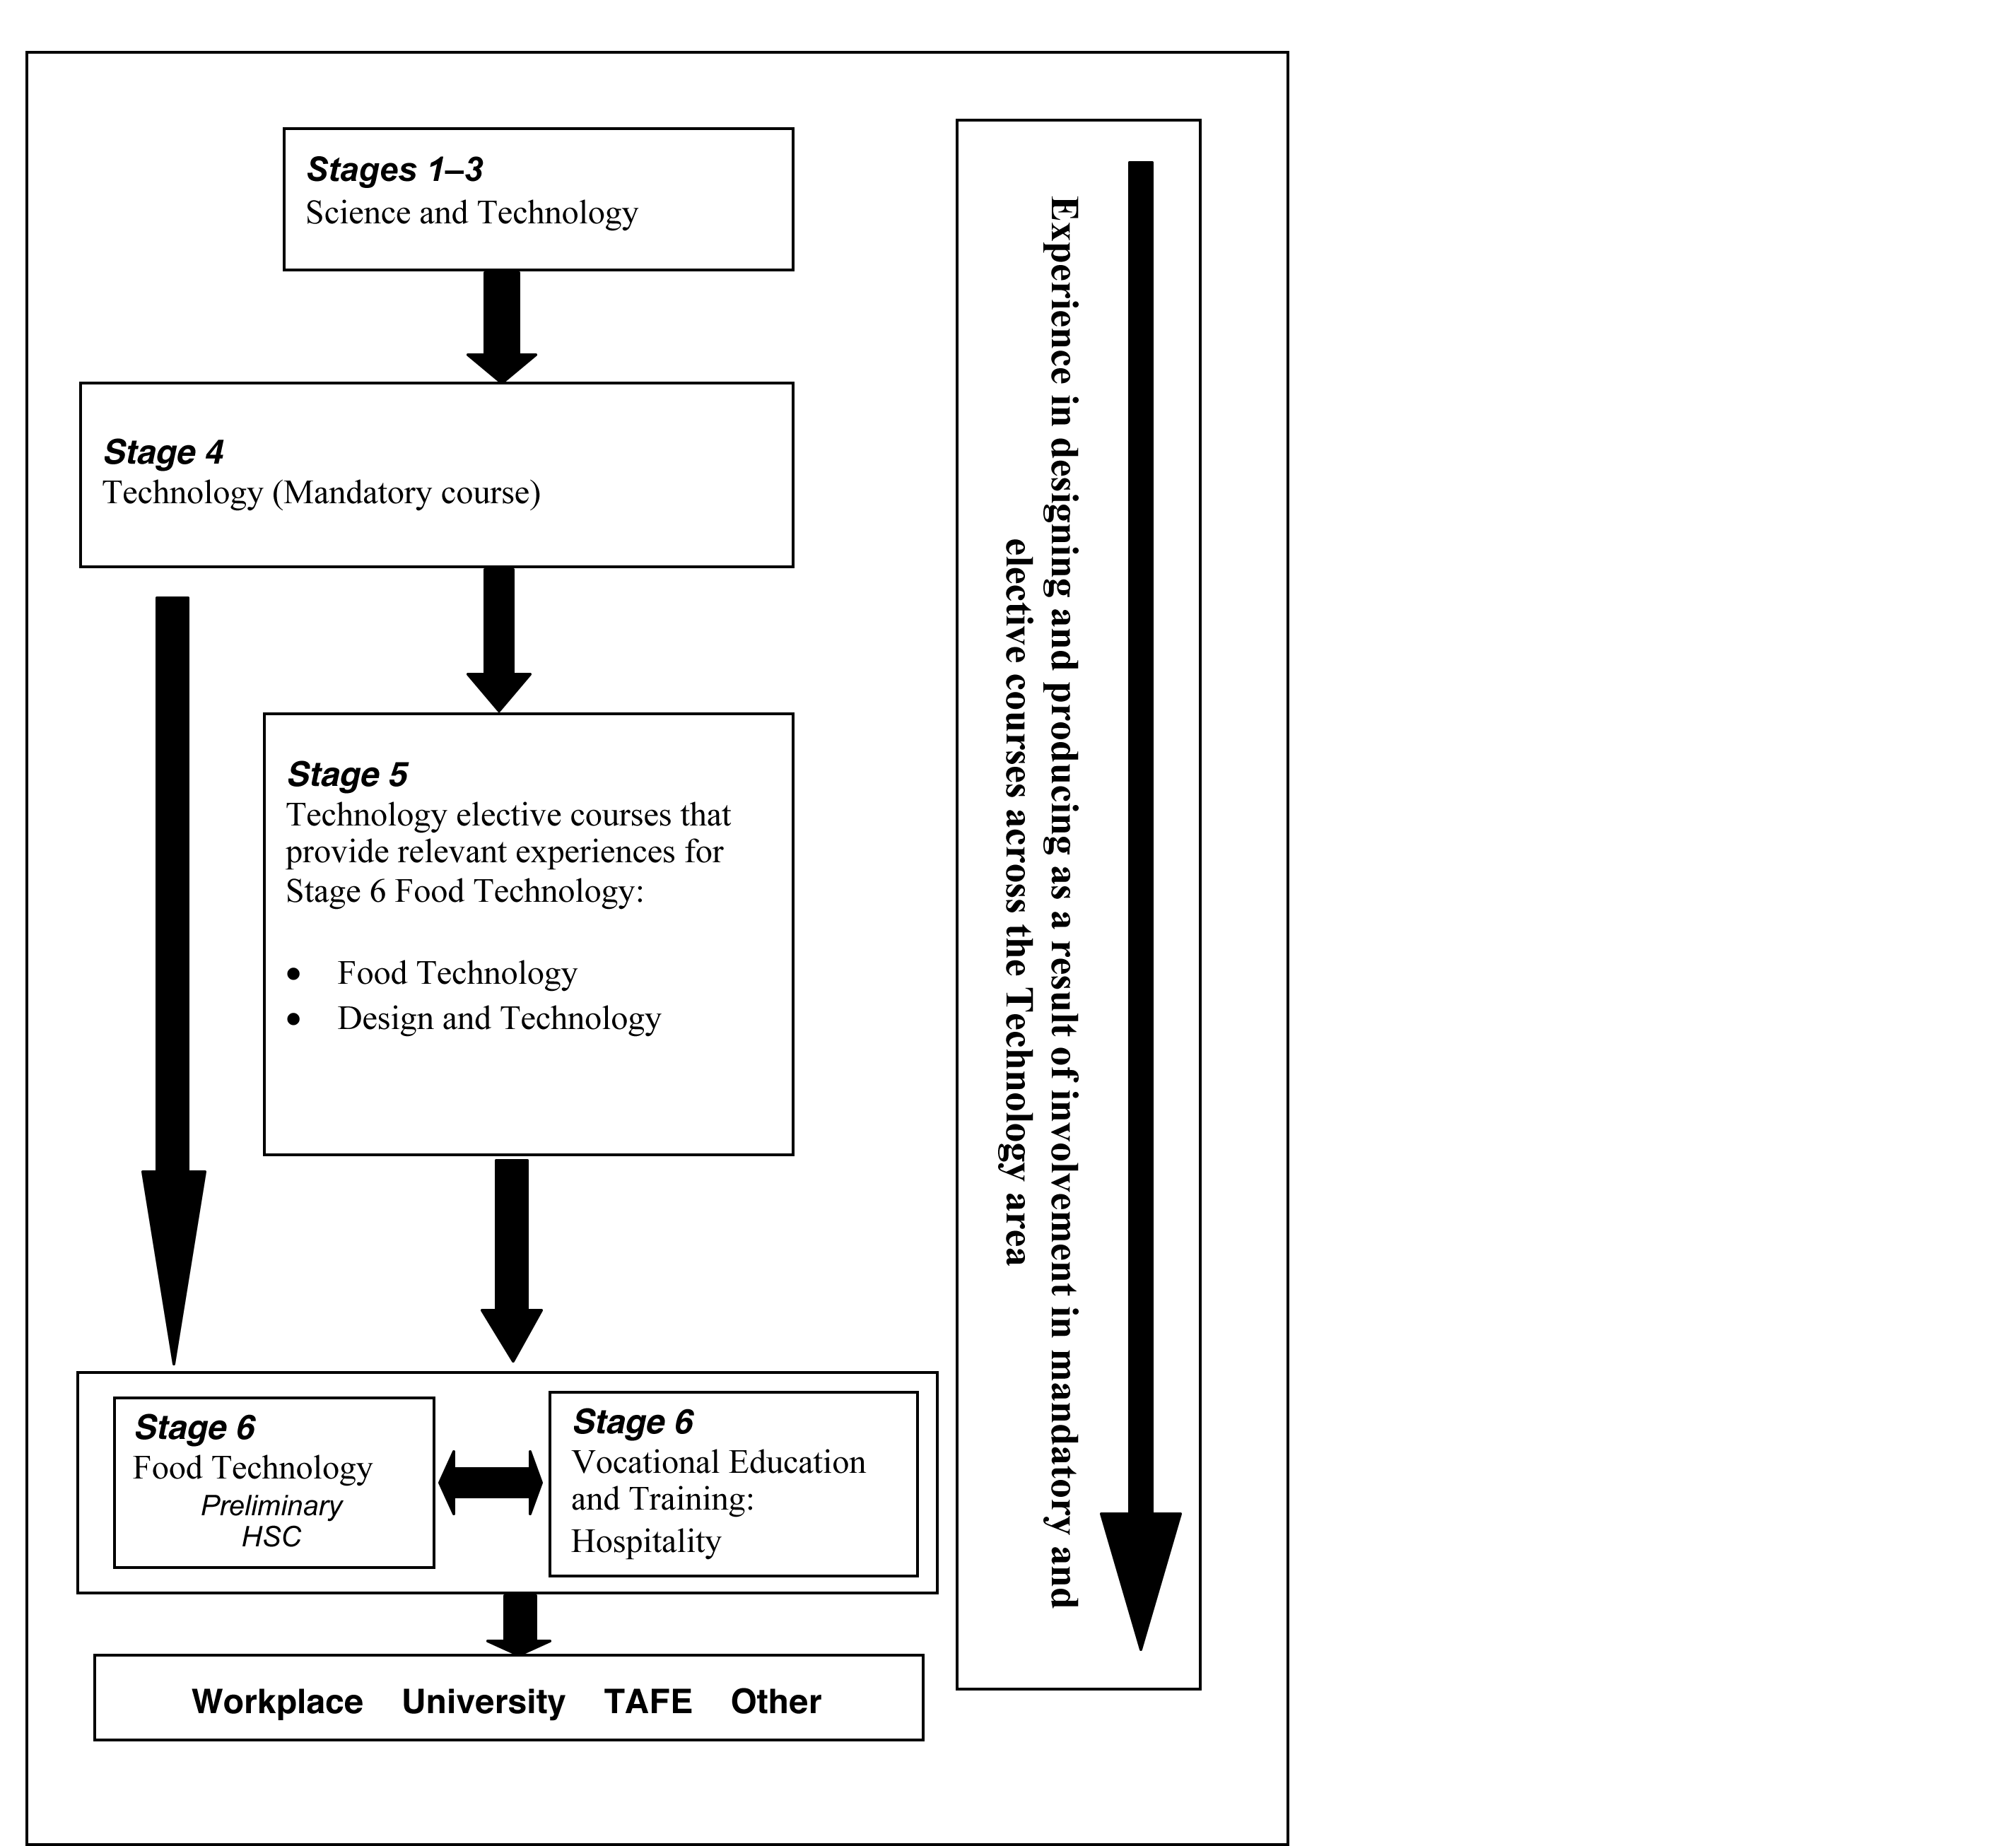 Stages 1–3
Science and Technology
Stage 4
Technology (Mandatory course)
Stage 5
Technology elective courses that
provide relevant experiences for
Stage 6 Food Technology:
• Food Technology
• Design and Technology
Stage 6
Food Technology
Preliminary
HSC
Stage 6
Vocational Education
and Training:
Hospitality
Workplace University TAFE Other
Experience in designing and producing as a result of involvement in mandatory and
elective courses across the Technology area